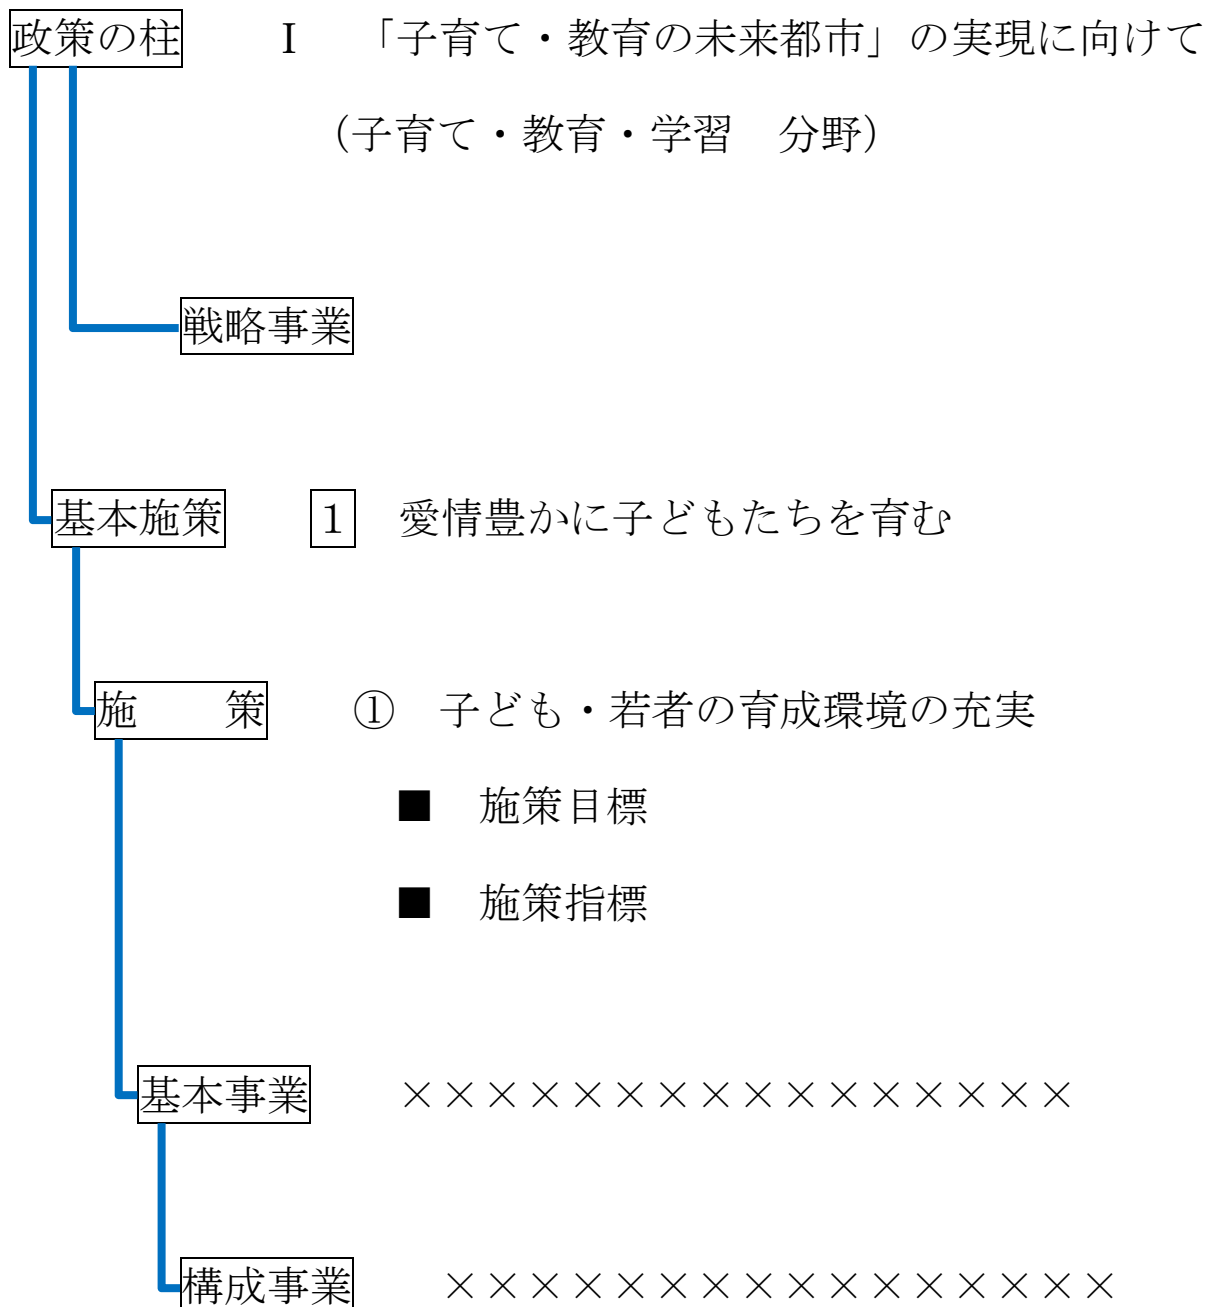 政策の柱　Ⅰ　「子育て・教育の未来都市」の実現に向けて
（子育て・教育・学習　分野）
戦略事業
基本施策　1　愛情豊かに子どもたちを育む
施　策　①　子ども・若者の育成環境の充実
■　施策目標
■　施策指標
基本事業　××××××××××××××××
構成事業　××××××××××××××××